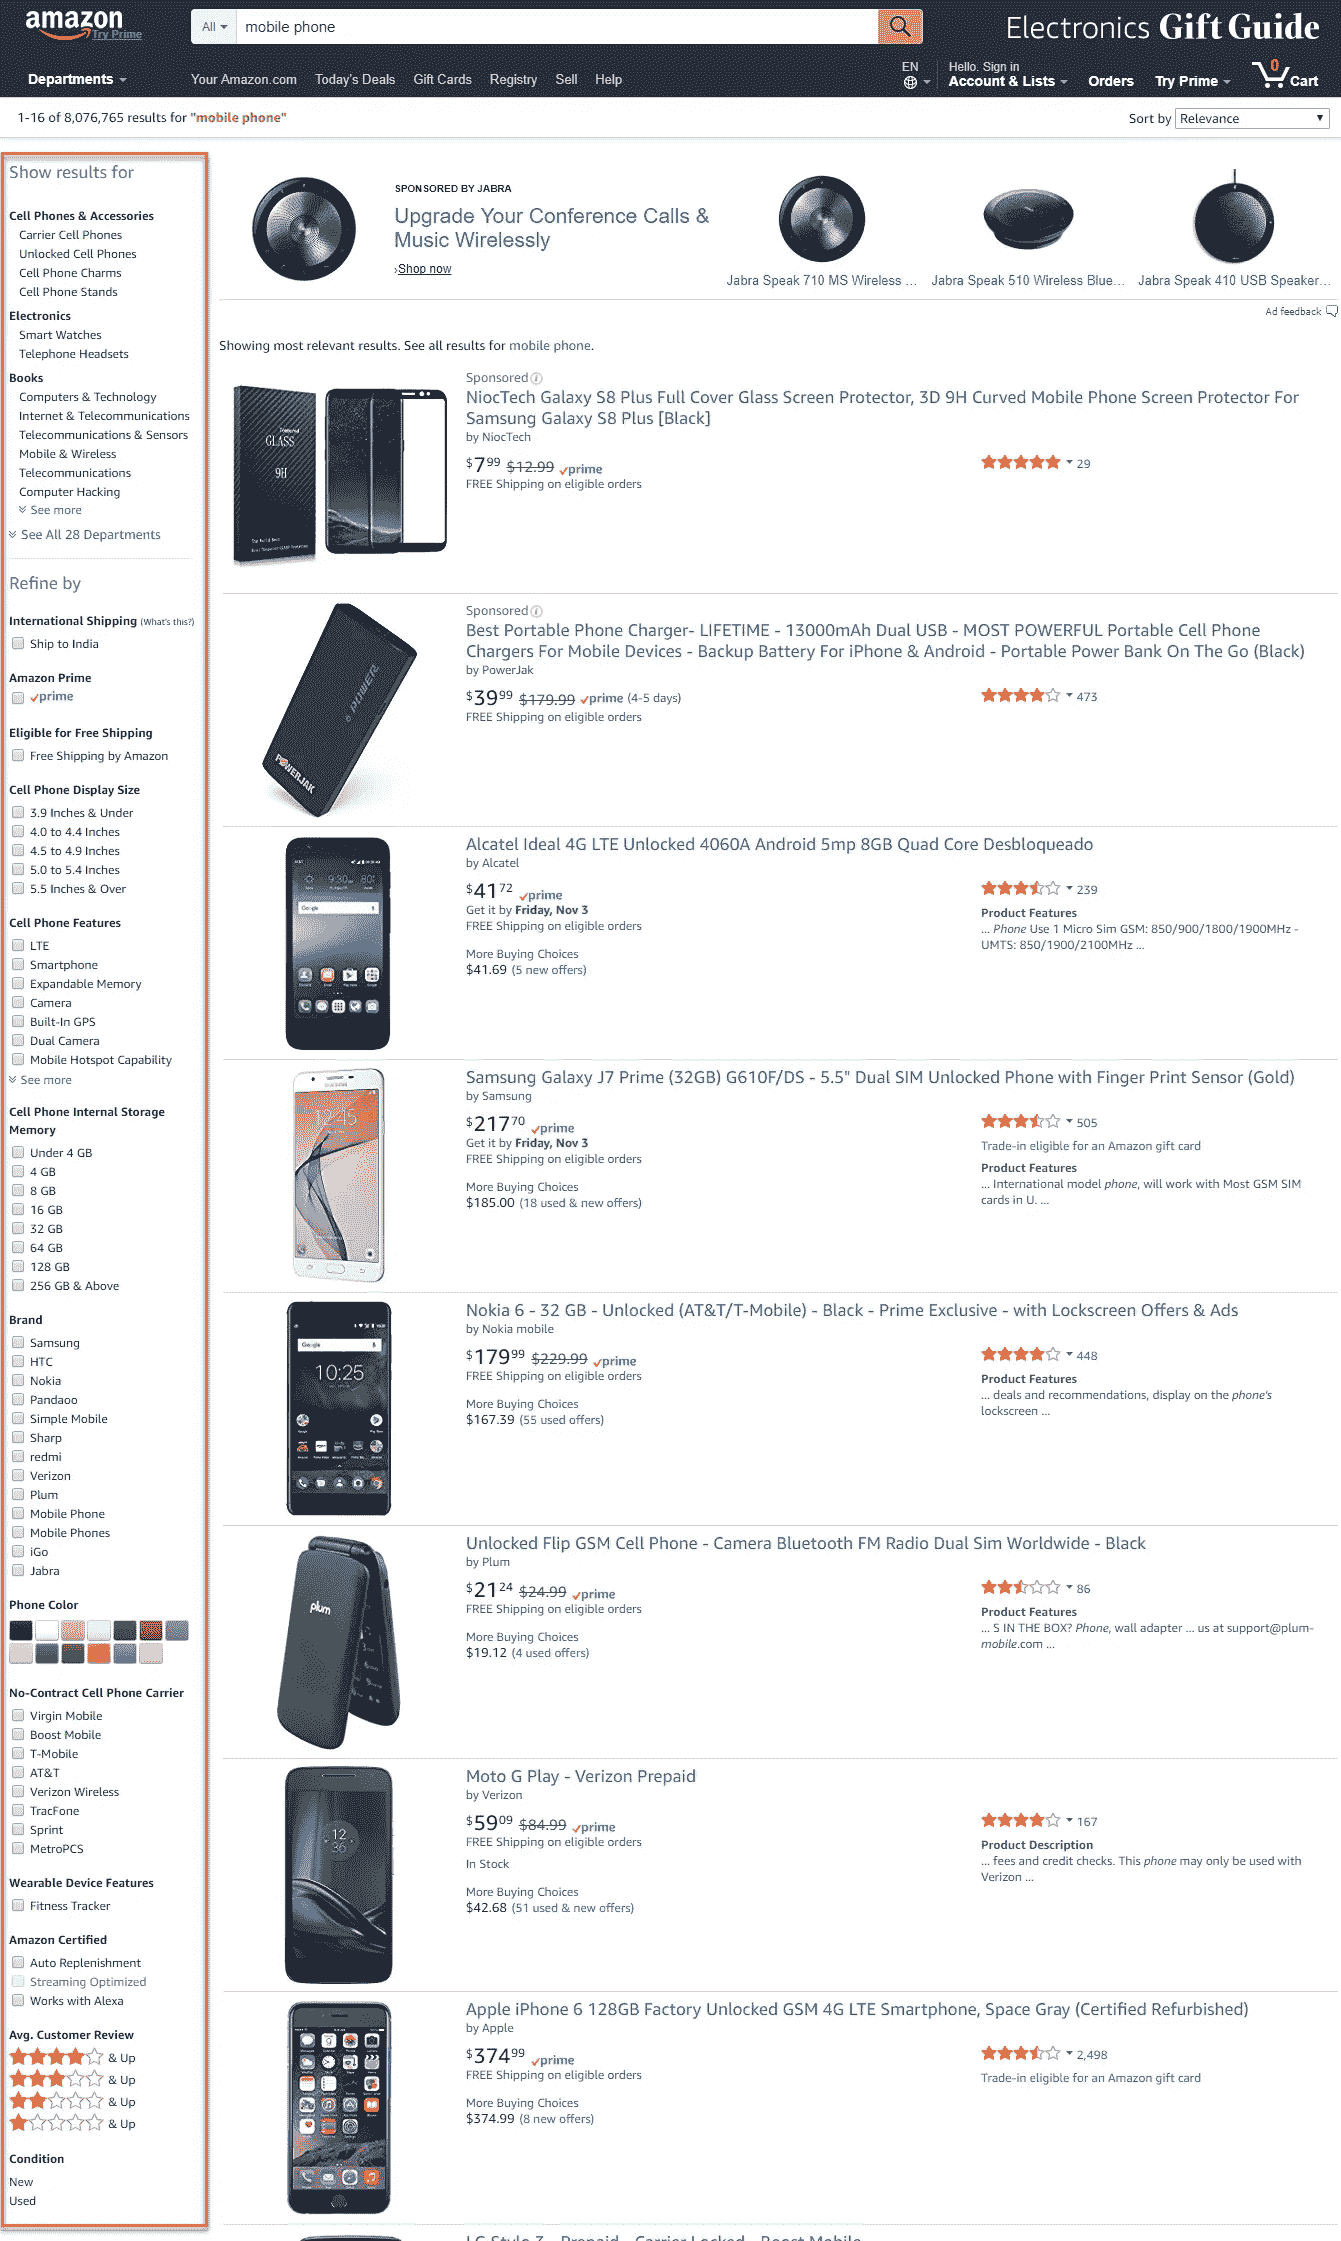 amazon
Try Prime
All
mobile phone
Electronics Gift Guide
Departments
Your Amazon.com Today's Deals Gift Cards Registry Sell Help
EN
Hello. Sign in
Account & Lists
Orders
Try Prime
0
Cart
1-16 of 8,076,765 results for "mobile phone"
Sort by Relevance
Show results for
Cell Phones & Accessories
Carrier Cell Phones
Unlocked Cell Phones
Cell Phone Charms
Cell Phone Stands
Electronics
Smart Watches
Telephone Headsets
Books
Computers & Technology
Internet & Telecommunications
Telecommunications & Sensors
Mobile & Wireless
Telecommunications
Computer Hacking
See more
See All 28 Departments
Refine by
International Shipping (What's this?)
Ship to India
Amazon Prime
prime
Eligible for Free Shipping
Free Shipping by Amazon
Cell Phone Display Size
3.9 Inches & Under
4.0 to 4.4 Inches
4.5 to 4.9 Inches
5.0 to 5.4 Inches
5.5 Inches & Over
Cell Phone Features
LTE
Smartphone
Expandable Memory
Camera
Built-In GPS
Dual Camera
Mobile Hotspot Capability
See more
Cell Phone Internal Storage
Memory
Under 4 GB
4 GB
8 GB
16 GB
32 GB
64 GB
128 GB
256 GB & Above
Brand
Samsung
HTC
Nokia
Pandaoo
Simple Mobile
Sharp
redmi
Verizon
Plum
Mobile Phone
Mobile Phones
iGo
Jabra
Phone Color
No-Contract Cell Phone Carrier
Virgin Mobile
Boost Mobile
T-Mobile
AT&T
Verizon Wireless
TracFone
Sprint
MetroPCS
Wearable Device Features
Fitness Tracker
Amazon Certified
Auto Replenishment
Streaming Optimized
Works with Alexa
Avg. Customer Review
& Up
& Up
& Up
& Up
Condition
New
Used
SPONSORED BY JABRA
Upgrade Your Conference Calls &
Music Wirelessly
›Shop now
Jabra Speak 710 MS Wireless ...
Jabra Speak 510 Wireless Blue...
Jabra Speak 410 USB Speaker...
Ad feedback
Showing most relevant results. See all results for mobile phone.
GLASS
9H
Sponsored
NiocTech Galaxy S8 Plus Full Cover Glass Screen Protector, 3D 9H Curved Mobile Phone Screen Protector For
Samsung Galaxy S8 Plus [Black]
by NiocTech
$7 99 $12.99 prime
FREE Shipping on eligible orders
29
POWER
POWERJAK
Sponsored
Best Portable Phone Charger- LIFETIME - 13000mAh Dual USB - MOST POWERFUL Portable Cell Phone
Chargers For Mobile Devices - Backup Battery For iPhone & Android - Portable Power Bank On The Go (Black)
by PowerJak
$39 99 $179.99 prime (4-5 days)
FREE Shipping on eligible orders
473
Google
Alcatel Ideal 4G LTE Unlocked 4060A Android 5mp 8GB Quad Core Desbloqueado
by Alcatel
$41 72 prime
Get it by Friday, Nov 3
FREE Shipping on eligible orders
More Buying Choices
$41.69 (5 new offers)
239
Product Features
... Phone Use 1 Micro Sim GSM: 850/900/1800/1900MHz -
UMTS: 850/1900/2100MHz ...
12:45
Samsung Galaxy J7 Prime (32GB) G610F/DS - 5.5" Dual SIM Unlocked Phone with Finger Print Sensor (Gold)
by Samsung
$217 70 prime
Get it by Friday, Nov 3
FREE Shipping on eligible orders
More Buying Choices
$185.00 (18 used & new offers)
505
Trade-in eligible for an Amazon gift card
Product Features
... International model phone, will work with Most GSM SIM
cards in U. ...
Google
10:25
Nokia 6 - 32 GB - Unlocked (AT&T/T-Mobile) - Black - Prime Exclusive - with Lockscreen Offers & Ads
by Nokia mobile
$179 99 $229.99 prime
FREE Shipping on eligible orders
More Buying Choices
$167.39 (55 used offers)
448
Product Features
... deals and recommendations, display on the phone's
lockscreen ...
plum
Unlocked Flip GSM Cell Phone - Camera Bluetooth FM Radio Dual Sim Worldwide - Black
by Plum
$21 24 $24.99 prime
FREE Shipping on eligible orders
More Buying Choices
$19.12 (4 used offers)
86
Product Features
... S IN THE BOX? Phone, wall adapter ... us at support@plum-
mobile.com ...
12
36
Moto G Play - Verizon Prepaid
by Verizon
$59 09 $84.99 prime
FREE Shipping on eligible orders
In Stock
More Buying Choices
$42.68 (51 used & new offers)
167
Product Description
... fees and credit checks. This phone may only be used with
Verizon ...
Apple iPhone 6 128GB Factory Unlocked GSM 4G LTE Smartphone, Space Gray (Certified Refurbished)
by Apple
$374 99 prime
FREE Shipping on eligible orders
More Buying Choices
$374.99 (8 new offers)
2,498
Trade-in eligible for an Amazon gift card
LG Stylo 3 - Prepaid - Carrier Locked - Boost Mobile